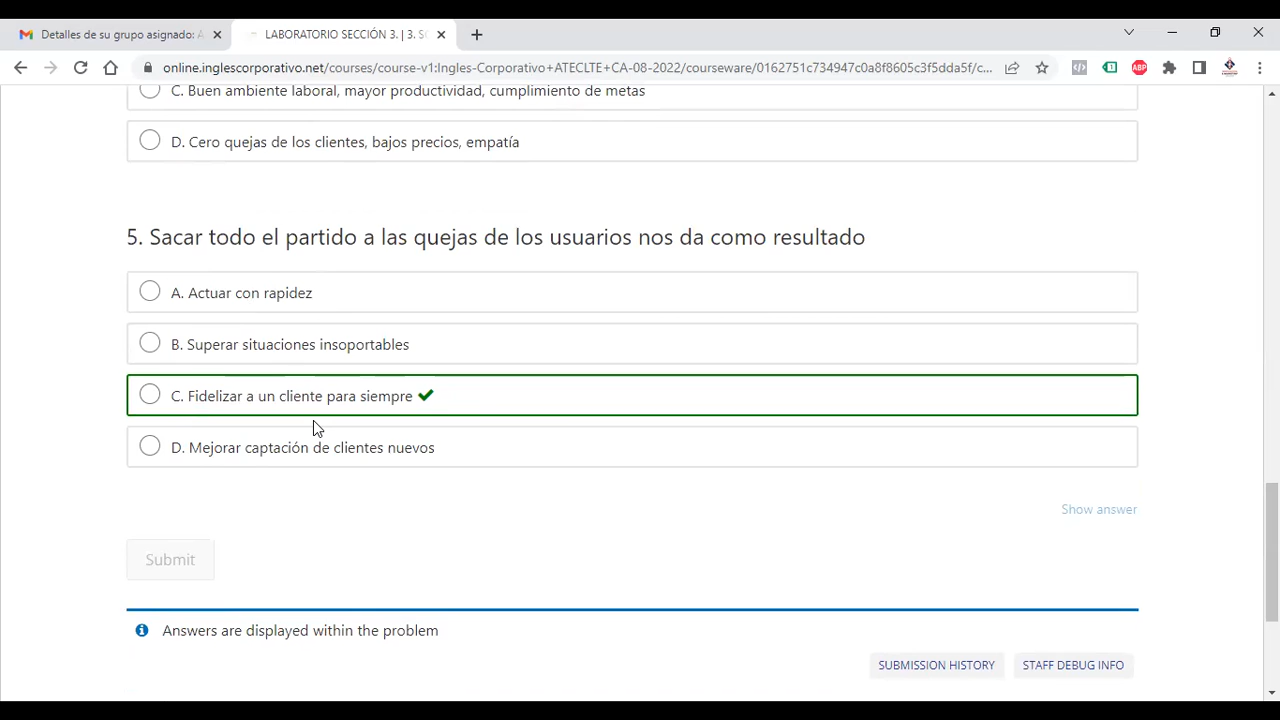 Detalles de su grupo asignado: A
LABORATORIO SECCIÓN 3. | 3. SO
online.inglescorporativo.net/courses/course-v1:Ingles-Corporativo+ATECLTE+CA-08-2022/courseware/0162751c734947c0a8f8605c3f5dda5f/c...
ABP
C. Buen ambiente laboral, mayor productividad, cumplimiento de metas
D. Cero quejas de los clientes, bajos precios, empatía
5. Sacar todo el partido a las quejas de los usuarios nos da como resultado
A. Actuar con rapidez
B. Superar situaciones insoportables
C. Fidelizar a un cliente para siempre
D. Mejorar captación de clientes nuevos
Show answer
Submit
Answers are displayed within the problem
SUBMISSION HISTORY
STAFF DEBUG INFO